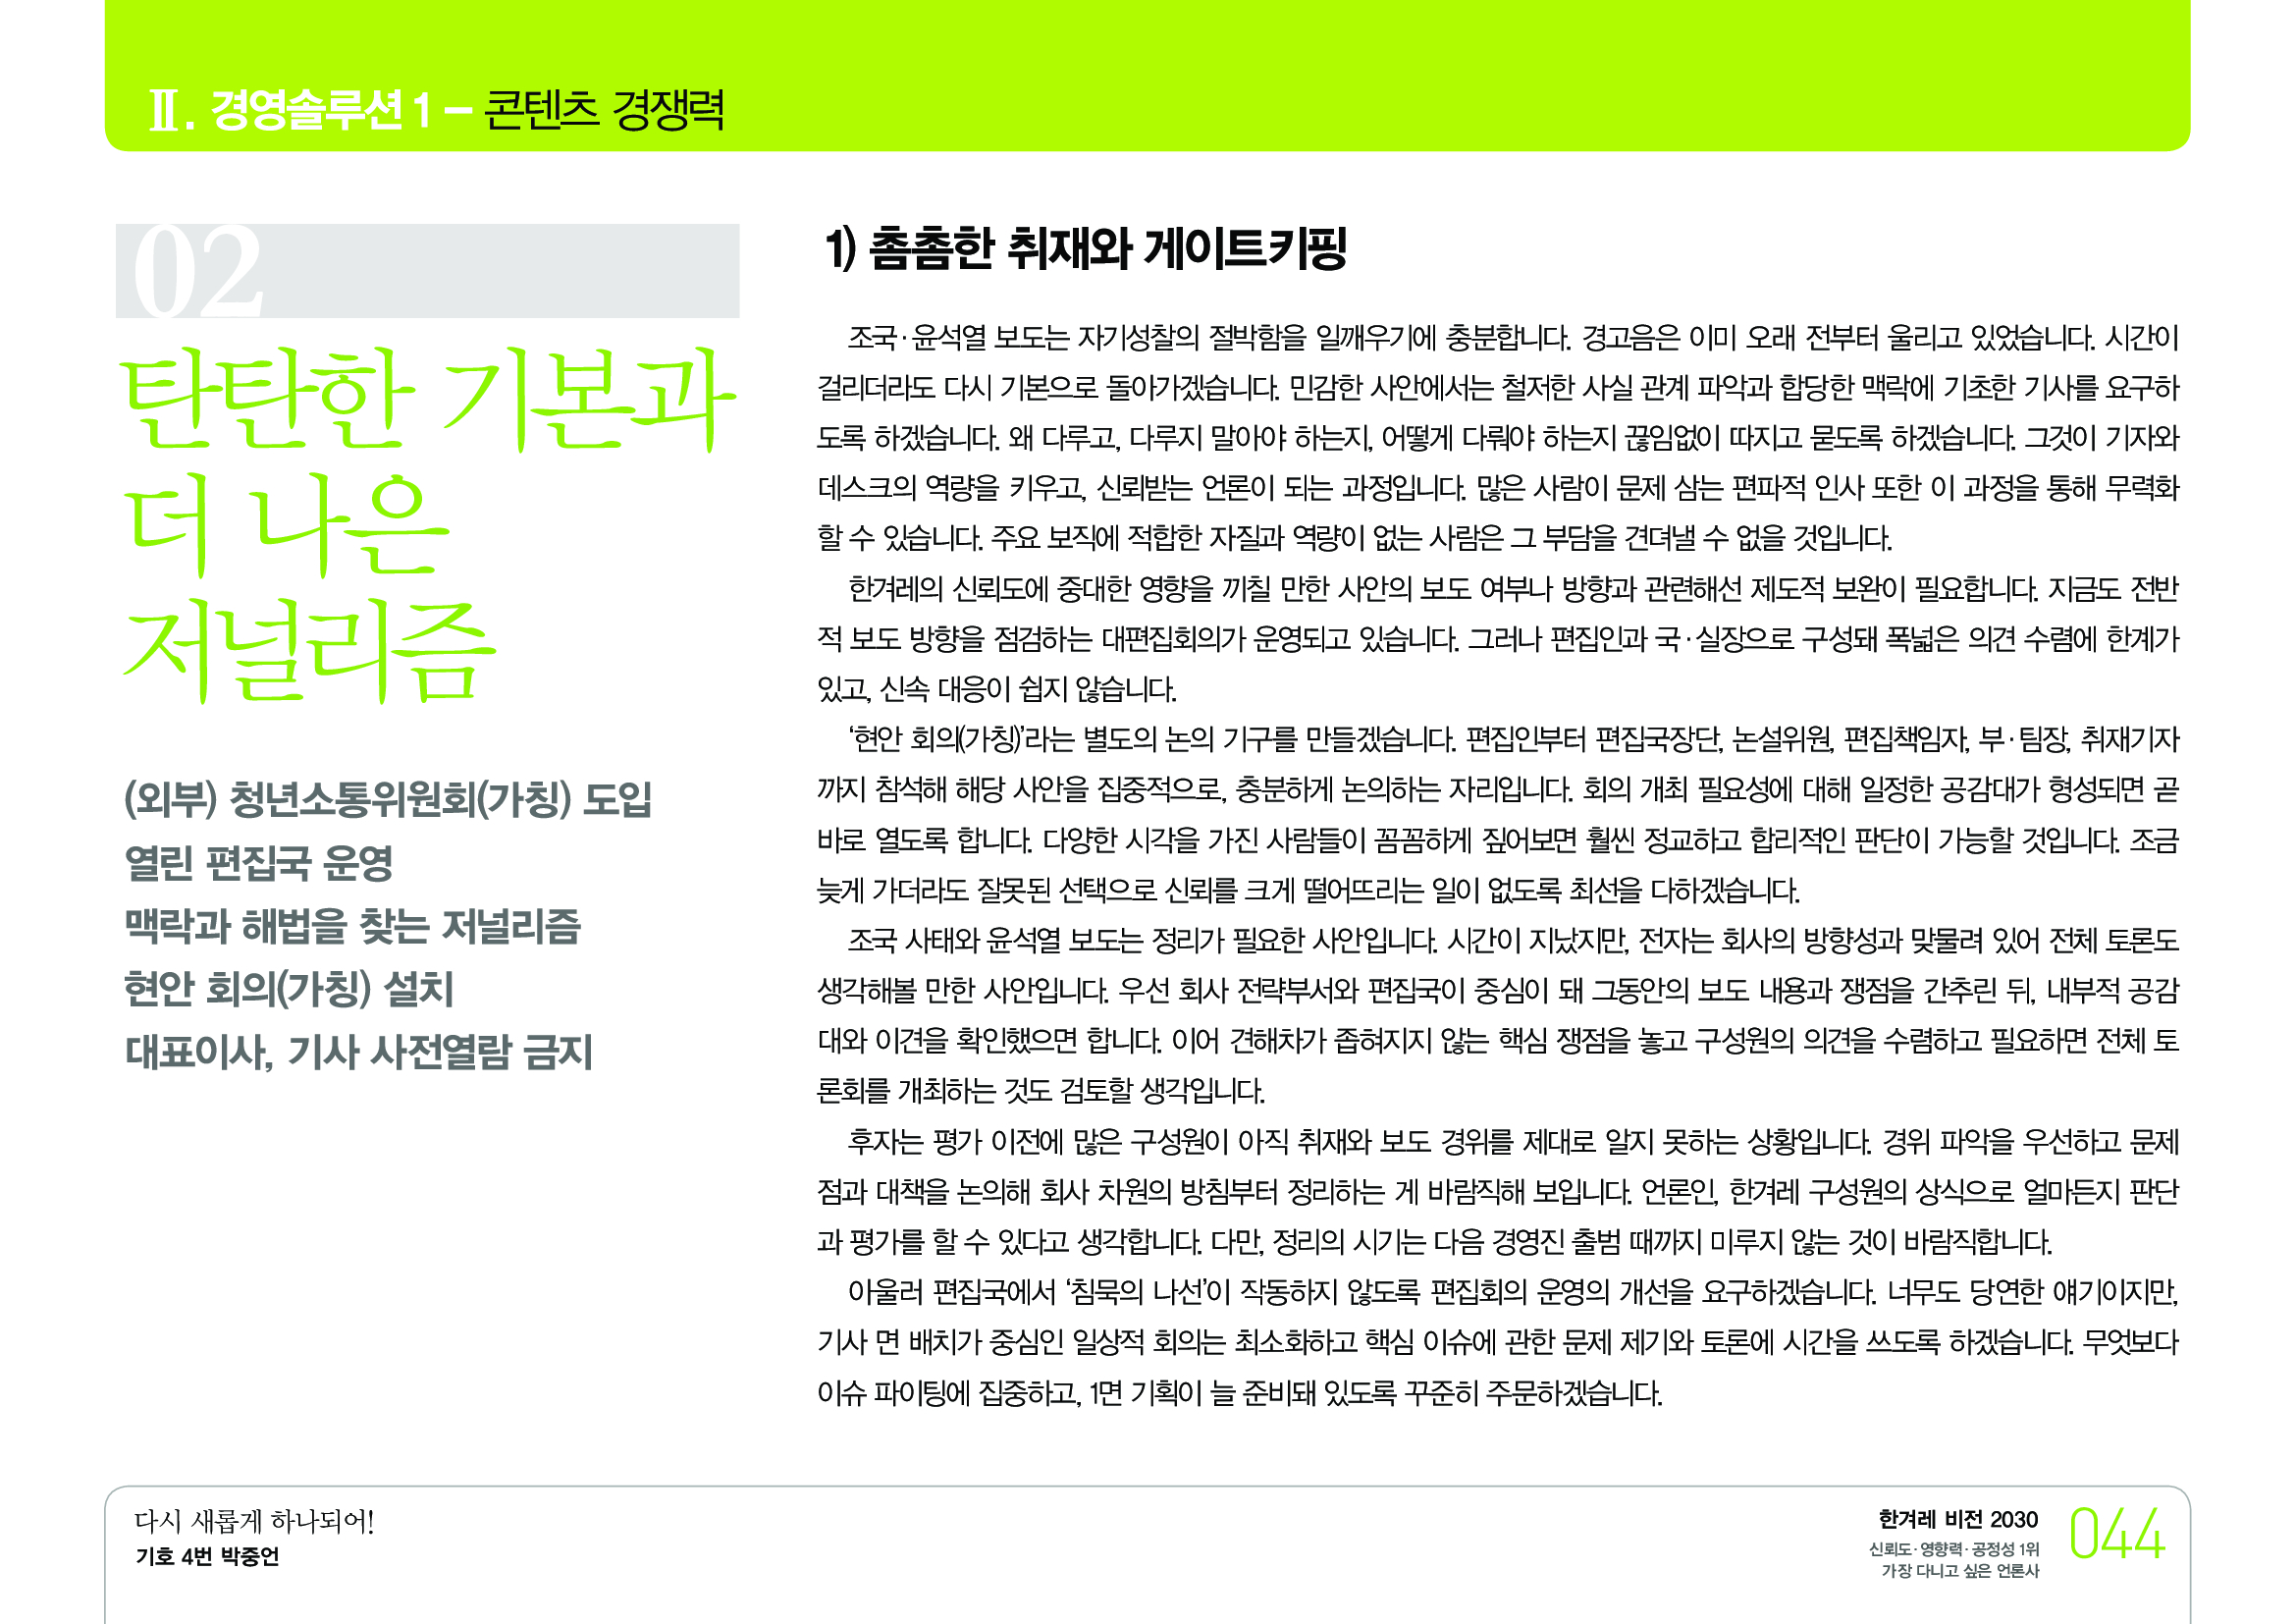 Ⅱ. 경영솔루션 1 – 콘텐츠 경쟁력
02
탄탄한 기본과
더 나은
저널리즘
(외부) 청년소통위원회(가칭) 도입
열린 편집국 운영
맥락과 해법을 찾는 저널리즘
현안 회의(가칭) 설치
대표이사, 기사 사전열람 금지
1) 촘촘한 취재와 게이트키핑
조국·윤석열 보도는 자기성찰의 절박함을 일깨우기에 충분합니다. 경고음은 이미 오래 전부터 울리고 있었습니다. 시간이
걸리더라도 다시 기본으로 돌아가겠습니다. 민감한 사안에서는 철저한 사실 관계 파악과 합당한 맥락에 기초한 기사를 요구하
도록 하겠습니다. 왜 다루고, 다루지 말아야 하는지, 어떻게 다뤄야 하는지 끊임없이 따지고 묻도록 하겠습니다. 그것이 기자와
데스크의 역량을 키우고, 신뢰받는 언론이 되는 과정입니다. 많은 사람이 문제 삼는 편파적 인사 또한 이 과정을 통해 무력화
할 수 있습니다. 주요 보직에 적합한 자질과 역량이 없는 사람은 그 부담을 견뎌낼 수 없을 것입니다.
한겨레의 신뢰도에 중대한 영향을 끼칠 만한 사안의 보도 여부나 방향과 관련해선 제도적 보완이 필요합니다. 지금도 전반
적 보도 방향을 점검하는 대편집회의가 운영되고 있습니다. 그러나 편집인과 국·실장으로 구성돼 폭넓은 의견 수렴에 한계가
있고, 신속 대응이 쉽지 않습니다.
‘현안 회의(가칭)’라는 별도의 논의 기구를 만들겠습니다. 편집인부터 편집국장단, 논설위원, 편집책임자, 부·팀장, 취재기자
까지 참석해 해당 사안을 집중적으로, 충분하게 논의하는 자리입니다. 회의 개최 필요성에 대해 일정한 공감대가 형성되면 곧
바로 열도록 합니다. 다양한 시각을 가진 사람들이 꼼꼼하게 짚어보면 훨씬 정교하고 합리적인 판단이 가능할 것입니다. 조금
늦게 가더라도 잘못된 선택으로 신뢰를 크게 떨어뜨리는 일이 없도록 최선을 다하겠습니다.
조국 사태와 윤석열 보도는 정리가 필요한 사안입니다. 시간이 지났지만, 전자는 회사의 방향성과 맞물려 있어 전체 토론도
생각해볼 만한 사안입니다. 우선 회사 전략부서와 편집국이 중심이 돼 그동안의 보도 내용과 쟁점을 간추린 뒤, 내부적 공감
대와 이견을 확인했으면 합니다. 이어 견해차가 좁혀지지 않는 핵심 쟁점을 놓고 구성원의 의견을 수렴하고 필요하면 전체 토
론회를 개최하는 것도 검토할 생각입니다.
후자는 평가 이전에 많은 구성원이 아직 취재와 보도 경위를 제대로 알지 못하는 상황입니다. 경위 파악을 우선하고 문제
점과 대책을 논의해 회사 차원의 방침부터 정리하는 게 바람직해 보입니다. 언론인, 한겨레 구성원의 상식으로 얼마든지 판단
과 평가를 할 수 있다고 생각합니다. 다만, 정리의 시기는 다음 경영진 출범 때까지 미루지 않는 것이 바람직합니다.
아울러 편집국에서 ‘침묵의 나선’이 작동하지 않도록 편집회의 운영의 개선을 요구하겠습니다. 너무도 당연한 얘기이지만,
기사 면 배치가 중심인 일상적 회의는 최소화하고 핵심 이슈에 관한 문제 제기와 토론에 시간을 쓰도록 하겠습니다. 무엇보다
이슈 파이팅에 집중하고, 1면 기획이 늘 준비돼 있도록 꾸준히 주문하겠습니다.
다시 새롭게 하나되어!
기호 4번 박중언
한겨레 비전 2030
신뢰도·영향력·공정성 1위
가장 다니고 싶은 언론사
044